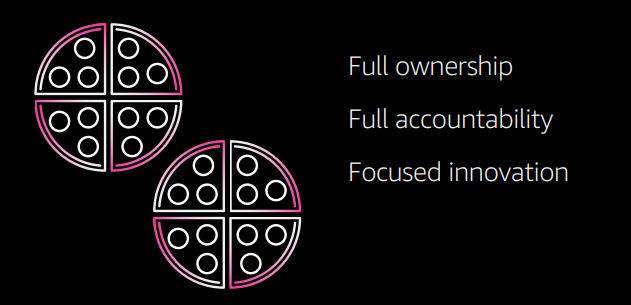 Full ownership
Full accountability
Focused innovation